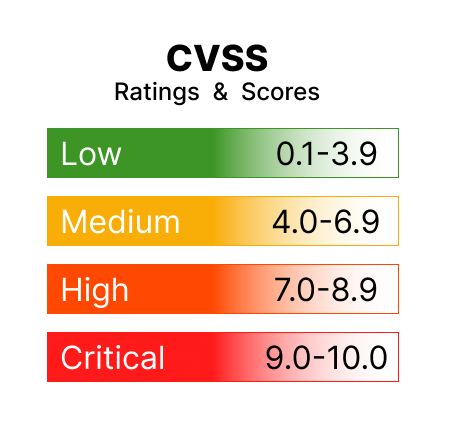 CVSS
Ratings & Scores
Low 0.1-3.9
Medium 4.0-6.9
High 7.0-8.9
Critical 9.0-10.0